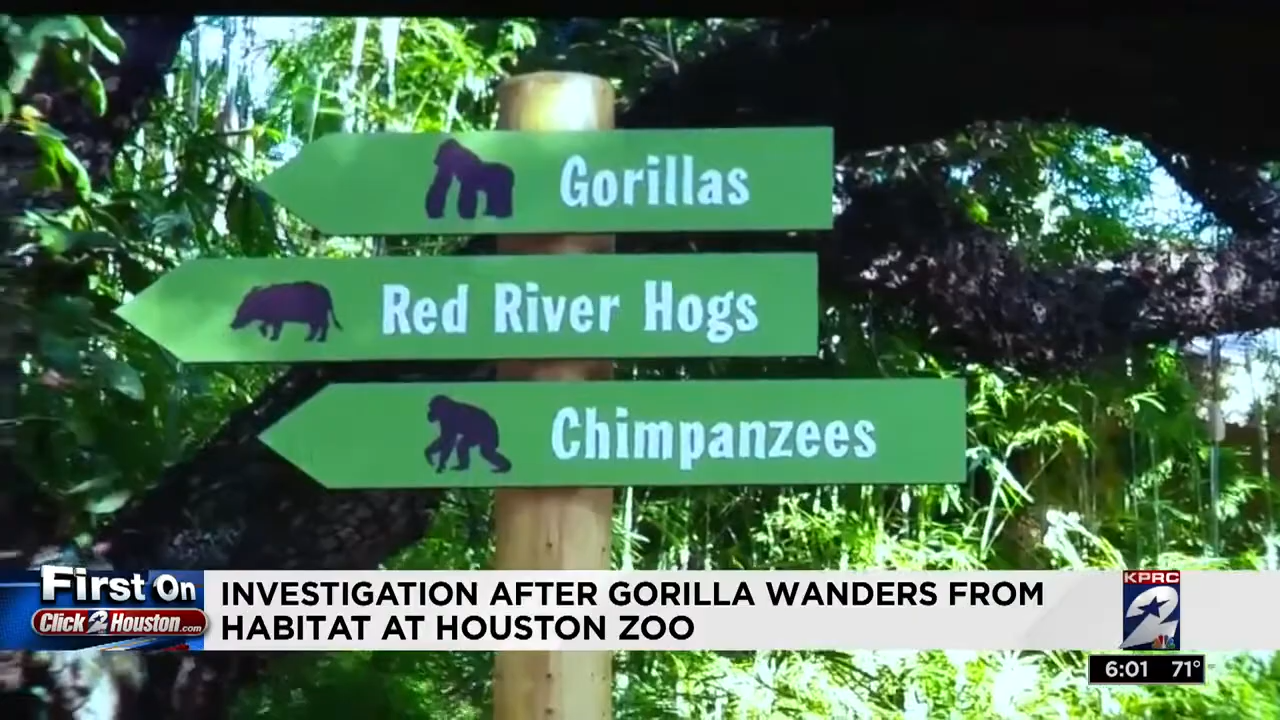 Gorillas
Red River Hogs
Chimpanzees
First On
Click2Houston.com
INVESTIGATION AFTER GORILLA WANDERS FROM
HABITAT AT HOUSTON ZOO
KPRC
2
6:01 71°